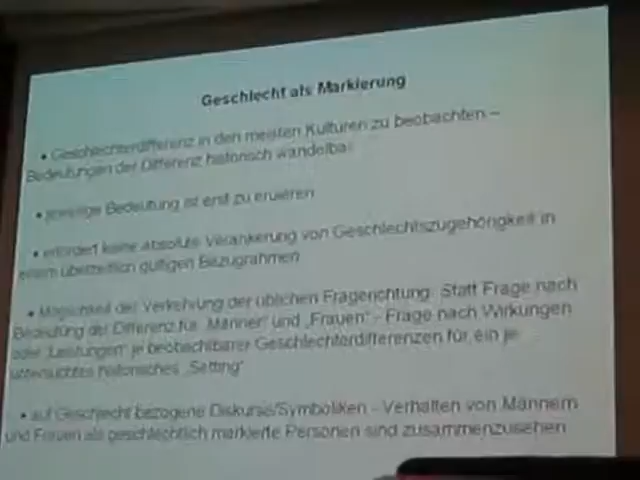 Geschlecht als Markierung
• Geschlechterdifferenz in den meisten Kulturen zu beobachten –
Bedeutungen der Differenz historisch wandelbar
• jeweilige Bedeutung ist erst zu eruieren
• erfordert keine absolute Verankerung von Geschlechtszugehörigkeit in
einem überzeitlich gültigen Bezugrahmen
• Möglichkeit der Verkehrung der üblichen Fragerichtung: Statt Frage nach
Bedeutung der Differenz für „Männer“ und „Frauen“ - Frage nach Wirkungen
oder „Leistungen“ je beobachtbarer Geschlechterdifferenzen für ein je
untersuchtes historisches „Setting“
• auf Geschlecht bezogene Diskurse/Symboliken - Verhalten von Männern
und Frauen als geschlechtlich markierte Personen sind zusammenzusehen